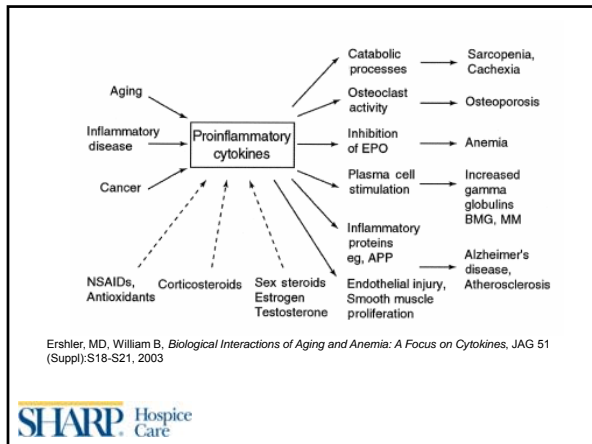 Aging
Inflammatory
disease
Cancer
Proinflammatory
cytokines
NSAIDs,
Antioxidants
Corticosteroids
Sex steroids
Estrogen
Testosterone
Catabolic
processes
Sarcopenia,
Cachexia
Osteoclast
activity
Osteoporosis
Inhibition
of EPO
Anemia
Plasma cell
stimulation
Increased
gamma
globulins
BMG, MM
Inflammatory
proteins
eg, APP
Endothelial injury,
Smooth muscle
proliferation
Alzheimer's
disease,
Atherosclerosis
Ershler, MD, William B, Biological Interactions of Aging and Anemia: A Focus on Cytokines, JAG 51
(Suppl):S18-S21, 2003
SHARP. Hospice
Care